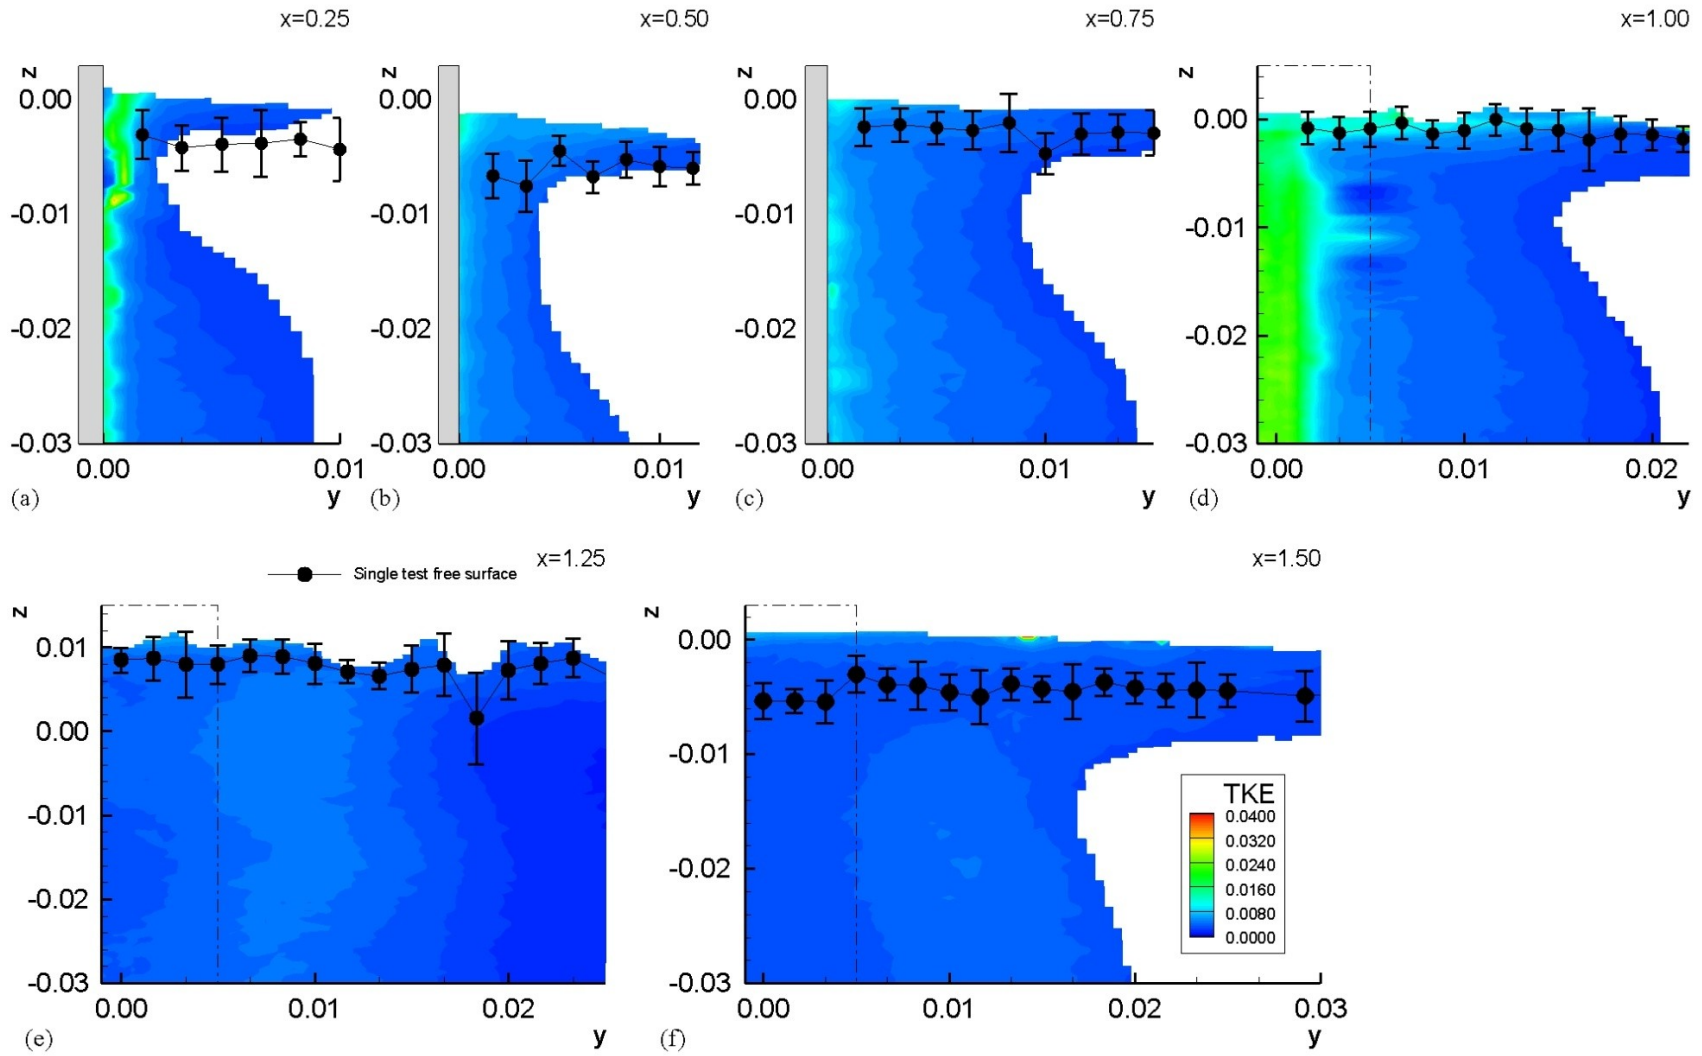 x=0.25
x=0.50
x=0.75
x=1.00
z
0.00
-0.01
-0.02
-0.03
0.00
0.01
(a)
y
z
0.00
-0.01
-0.02
-0.03
0.00
0.01
(b)
y
z
0.00
-0.01
-0.02
-0.03
0.00
0.01
(c)
y
z
0.00
-0.01
-0.02
-0.03
0.00
0.01
0.02
(d)
y
x=1.25
Single test free surface
z
0.01
0.00
-0.01
-0.02
-0.03
0.00
0.01
0.02
(e)
y
x=1.50
z
0.00
-0.01
-0.02
-0.03
0.00
0.01
0.02
0.03
(f)
y
TKE
0.0400
0.0320
0.0240
0.0160
0.0080
0.0000